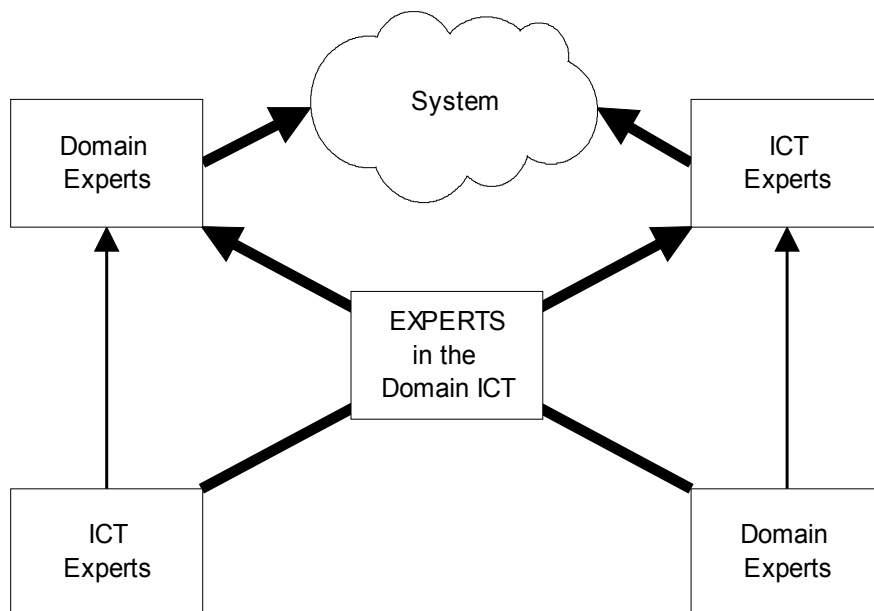 System
Domain
Experts
ICT
Experts
EXPERTS
in the
Domain ICT
ICT
Experts
Domain
Experts